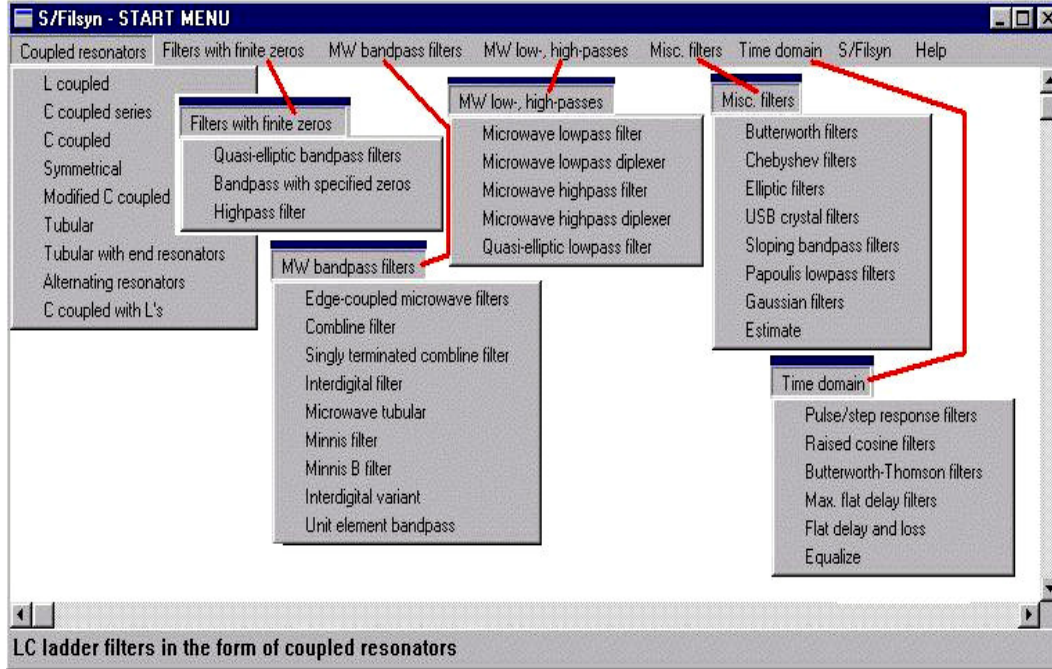 S/Filsyn - START MENU
Coupled resonators Filters with finite zeros MW bandpass filters MW low-, high-passes Misc. filters Time domain S/Filsyn Help
L coupled
C coupled series
C coupled
Symmetrical
Modified C coupled
Tubular
Tubular with end resonators
Alternating resonators
C coupled with L's
Filters with finite zeros
Quasi-elliptic bandpass filters
Bandpass with specified zeros
Highpass filter
MW bandpass filters
Edge-coupled microwave filters
Combline filter
Singly terminated combline filter
Interdigital filter
Microwave tubular
Minnis filter
Minnis B filter
Interdigital variant
Unit element bandpass
MW low-, high-passes
Microwave lowpass filter
Microwave lowpass diplexer
Microwave highpass filter
Microwave highpass diplexer
Quasi-elliptic lowpass filter
Misc. filters
Butterworth filters
Chebyshev filters
Elliptic filters
USB crystal filters
Sloping bandpass filters
Papoulis lowpass filters
Gaussian filters
Estimate
Time domain
Pulse/step response filters
Raised cosine filters
Butterworth-Thomson filters
Max. flat delay filters
Flat delay and loss
Equalize
LC ladder filters in the form of coupled resonators